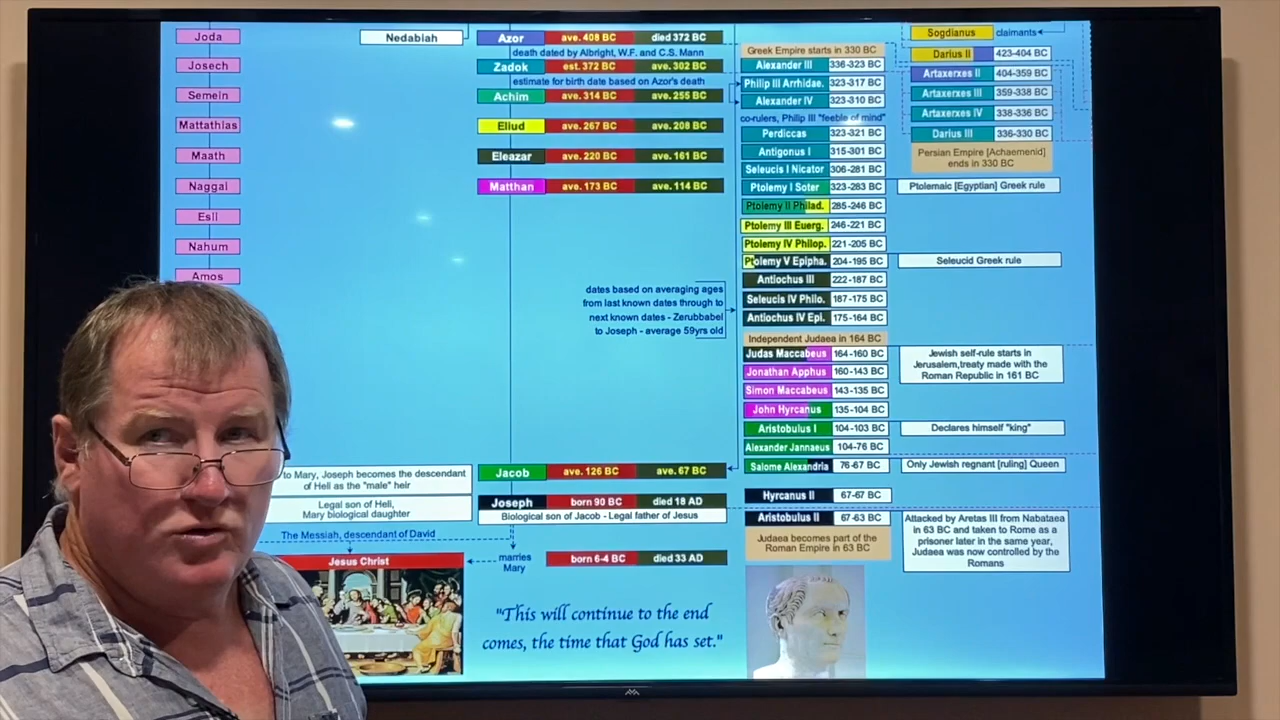 Joda
Josech
Semein
Mattathias
Maath
Naggai
Esli
Nahum
Amos
Nedabiah
Azor ave. 408 BC died 372 BC
death dated by Albright, W.F. and C.S. Mann
Zadok est. 372 BC ave. 302 BC
estimate for birth date based on Azor's death
Achim ave. 314 BC ave. 255 BC
Eliud ave. 267 BC ave. 208 BC
Eleazar ave. 220 BC ave. 161 BC
Matthan ave. 173 BC ave. 114 BC
dates based on averaging ages
from last known dates through to
next known dates - Zerubbabel
to Joseph - average 59yrs old
Jacob ave. 126 BC ave. 67 BC
Joseph born 90 BC died 18 AD
Biological son of Jacob - Legal father of Jesus
to Mary, Joseph becomes the descendant
of Heli as the "male" heir
Legal son of Heli,
Mary biological daughter
The Messiah, descendant of David
marries
Mary
Jesus Christ
born 6-4 BC died 33 AD
"This will continue to the end
comes, the time that God has set."
Greek Empire starts in 330 BC
Alexander III 336-323 BC
Philip III Arrhidae. 323-317 BC
Alexander IV 323-310 BC
co-rulers, Philip III "feeble of mind"
Perdiccas 323-321 BC
Antigonus I 315-301 BC
Seleucis I Nicator 306-281 BC
Ptolemy I Soter 323-283 BC
Ptolemy II Philad. 285-246 BC
Ptolemy III Euerg. 246-221 BC
Ptolemy IV Philop. 221-205 BC
Ptolemy V Epipha. 204-195 BC
Antiochus III 222-187 BC
Seleucis IV Philo. 187-175 BC
Antiochus IV Epi. 175-164 BC
Independent Judaea in 164 BC
Judas Maccabeus 164-160 BC
Jonathan Apphus 160-143 BC
Simon Maccabeus 143-135 BC
John Hyrcanus 135-104 BC
Aristobulus I 104-103 BC
Alexander Jannaeus 104-76 BC
Salome Alexandria 76-67 BC
Hyrcanus II 67-67 BC
Aristobulus II 67-63 BC
Judaea becomes part of the
Roman Empire in 63 BC
Sogdianus claimants
Darius II 423-404 BC
Artaxerxes II 404-359 BC
Artaxerxes III 359-338 BC
Artaxerxes IV 338-336 BC
Darius III 336-330 BC
Persian Empire [Achaemenid]
ends in 330 BC
Ptolemaic [Egyptian] Greek rule
Seleucid Greek rule
Jewish self-rule starts in
Jerusalem,treaty made with the
Roman Republic in 161 BC
Declares himself "king"
Only Jewish regnant [ruling] Queen
Attacked by Aretas III from Nabataea
in 63 BC and taken to Rome as a
prisoner later in the same year,
Judaea was now controlled by the
Romans